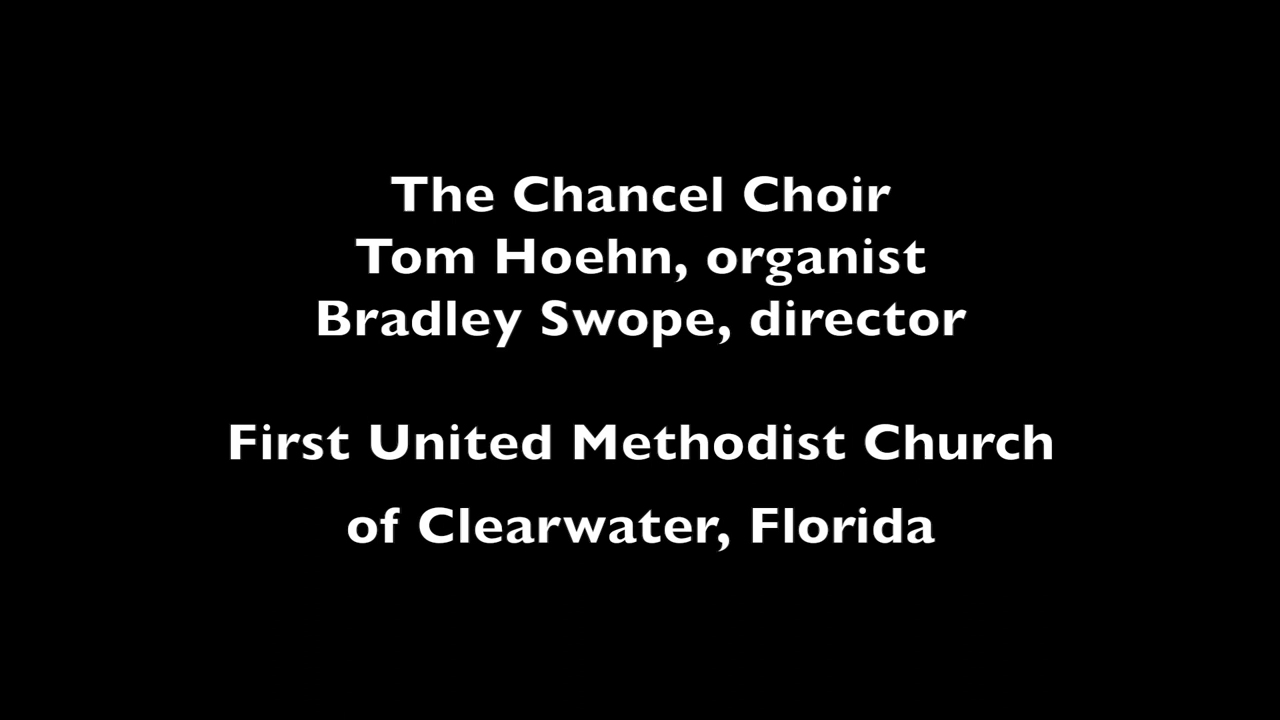 The Chancel Choir
Tom Hoehn, organist
Bradley Swope, director
First United Methodist Church
of Clearwater, Florida